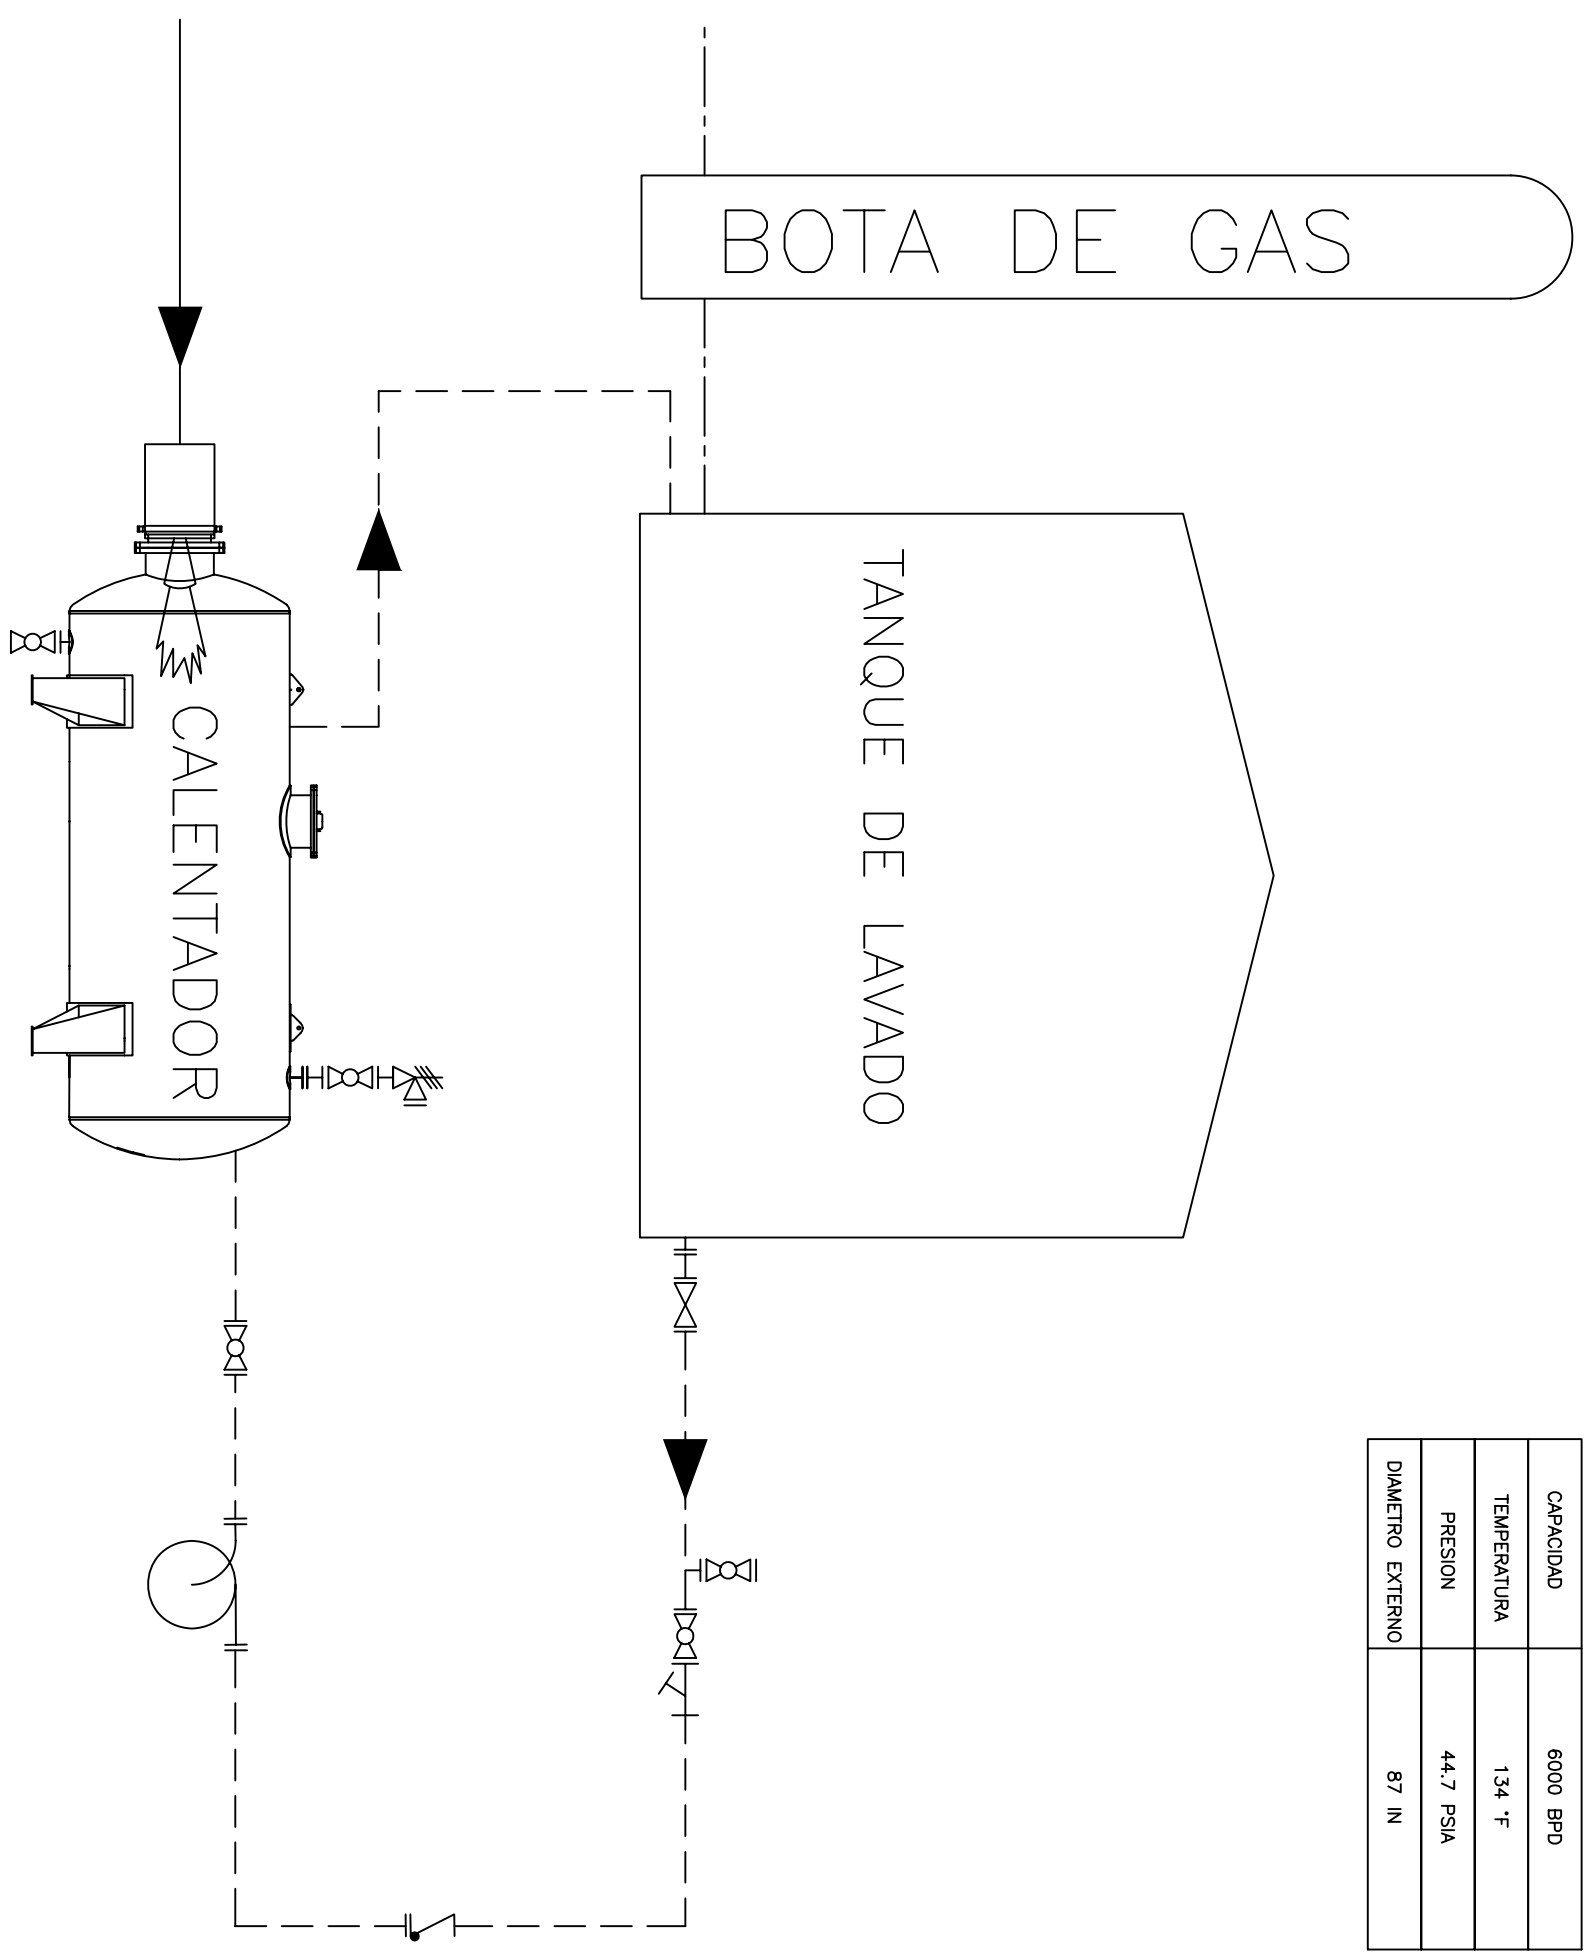 BOTA DE GAS
TANQUE DE LAVADO
CALENTADOR
CAPACIDAD 6000 BPD
TEMPERATURA 134 °F
PRESION 44.7 PSIA
DIAMETRO EXTERNO 87 IN